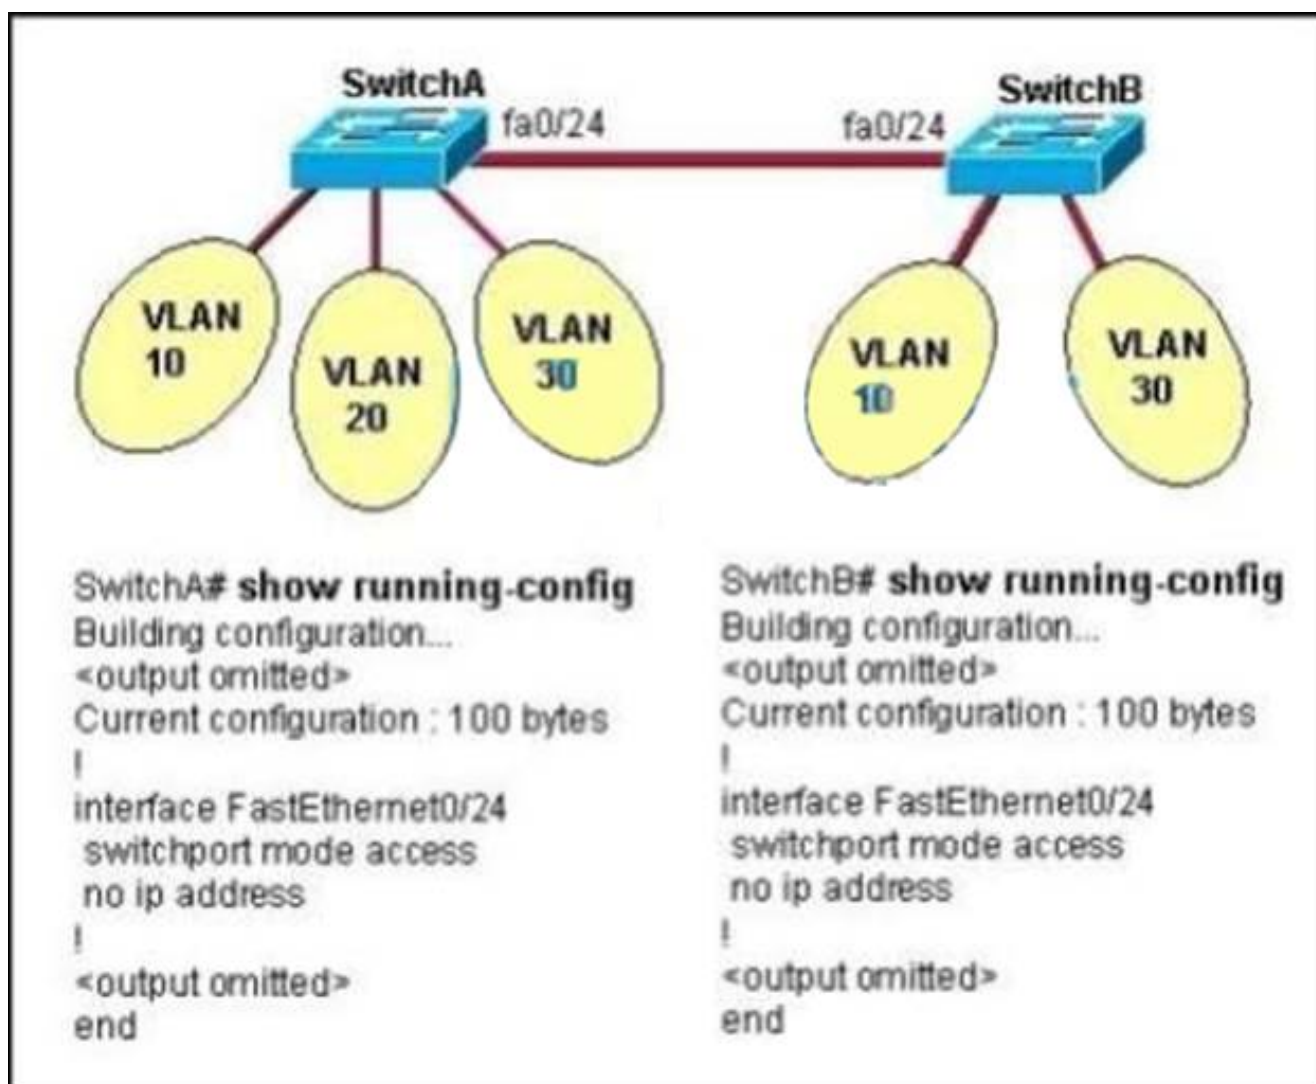 SwitchA
SwitchB
fa0/24
fa0/24
VLAN
10
VLAN
20
VLAN
30
VLAN
10
VLAN
30
SwitchA# show running-config
Building configuration...
<output omitted>
Current configuration : 100 bytes
!
interface FastEthernet0/24
switchport mode access
no ip address
!
<output omitted>
end
SwitchB# show running-config
Building configuration...
<output omitted>
Current configuration : 100 bytes
!
interface FastEthernet0/24
switchport mode access
no ip address
!
<output omitted>
end